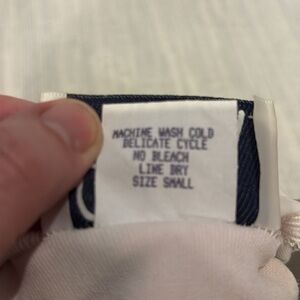 MACHINE WASH COLD
DELICATE CYCLE
NO BLEACH
LINE DRY
SIZE SMALL